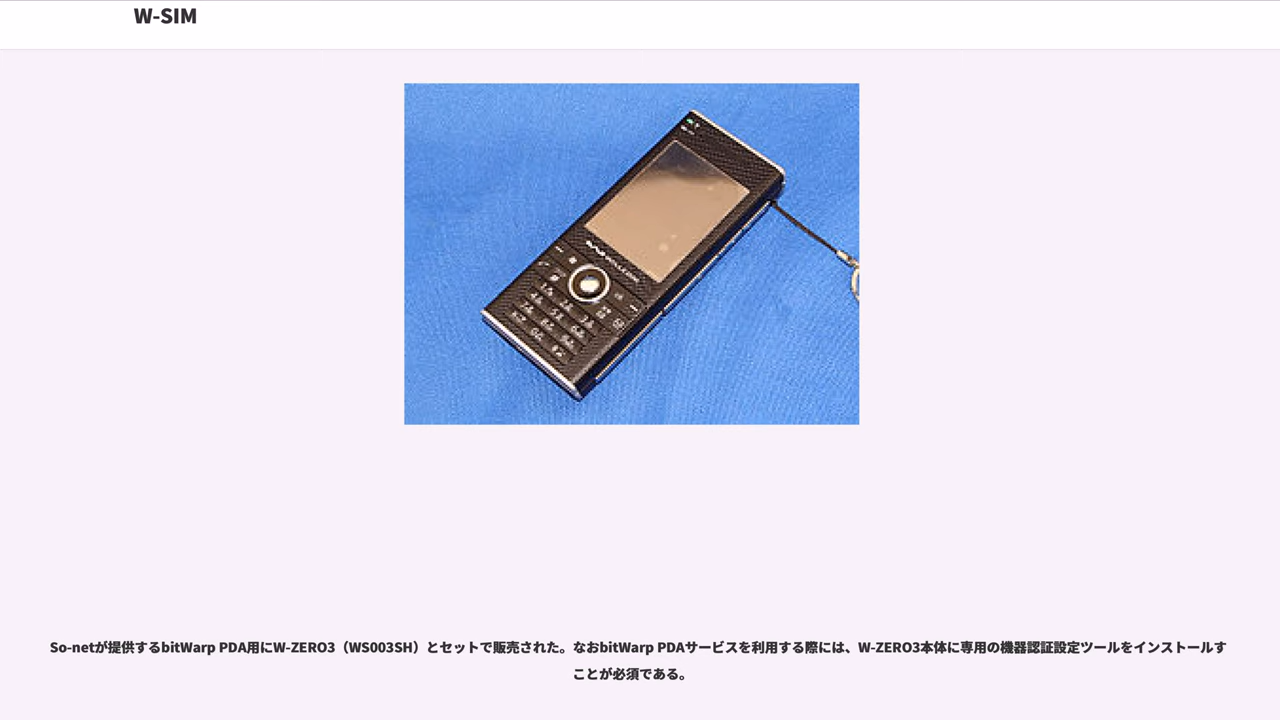 W-SIM
So-netが提供するbitWarp PDA用にW-ZERO3（WS003SH）とセットで販売された。なおbitWarp PDAサービスを利用する際には、W-ZERO3本体に専用の機器認証設定ツールをインストールす
ことが必須である。